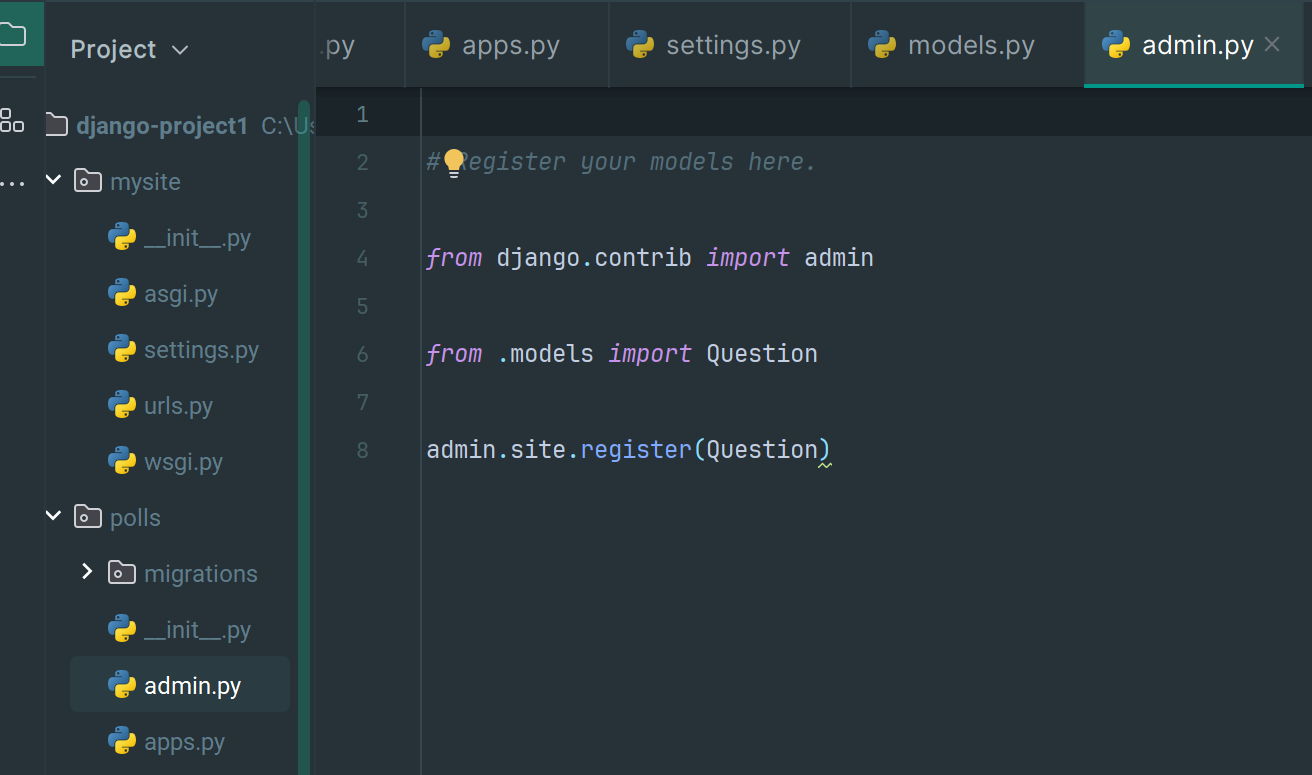 Project
.py
apps.py
settings.py
models.py
admin.py
django-project1 C:\Us
mysite
__init__.py
asgi.py
settings.py
urls.py
wsgi.py
polls
migrations
__init__.py
admin.py
apps.py
1
2 # Register your models here.
3
4 from django.contrib import admin
5
6 from .models import Question
7
8 admin.site.register(Question)